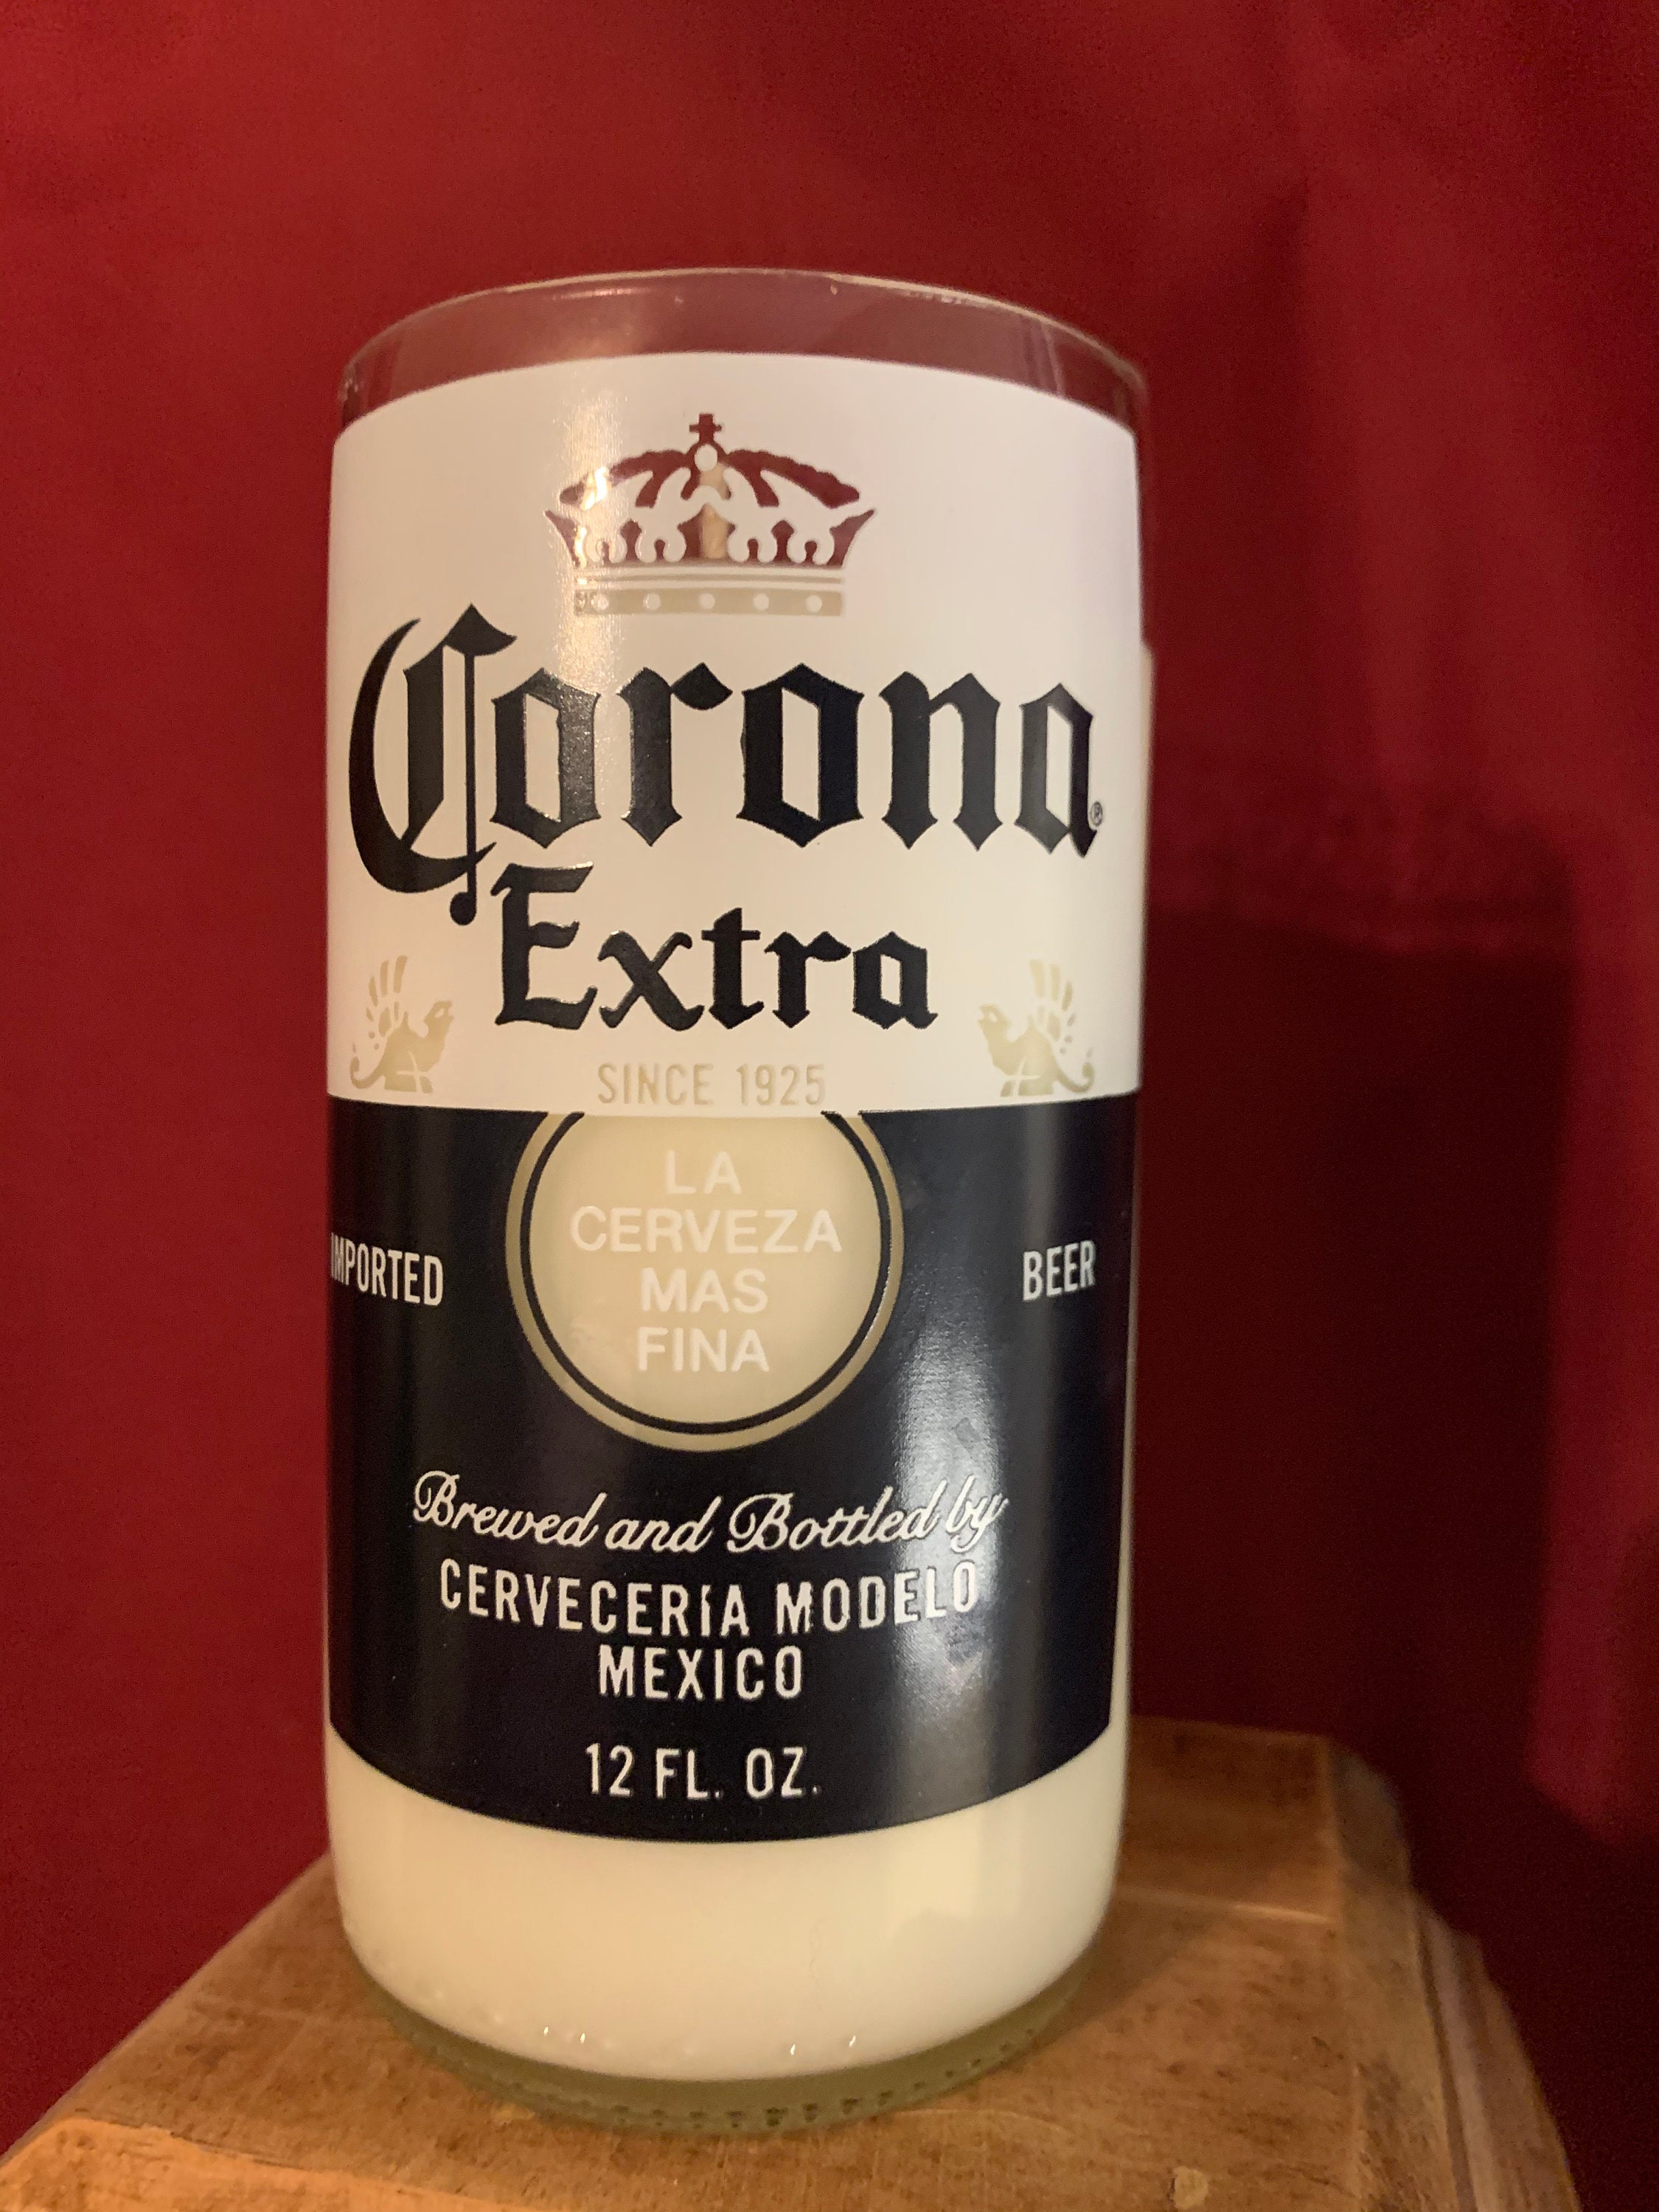 Corona®
Extra
SINCE 1925
LA
CERVEZA
MAS
FINA
IMPORTED
BEER
Brewed and Bottled by
CERVECERÍA MODELO
MEXICO
12 FL. OZ.